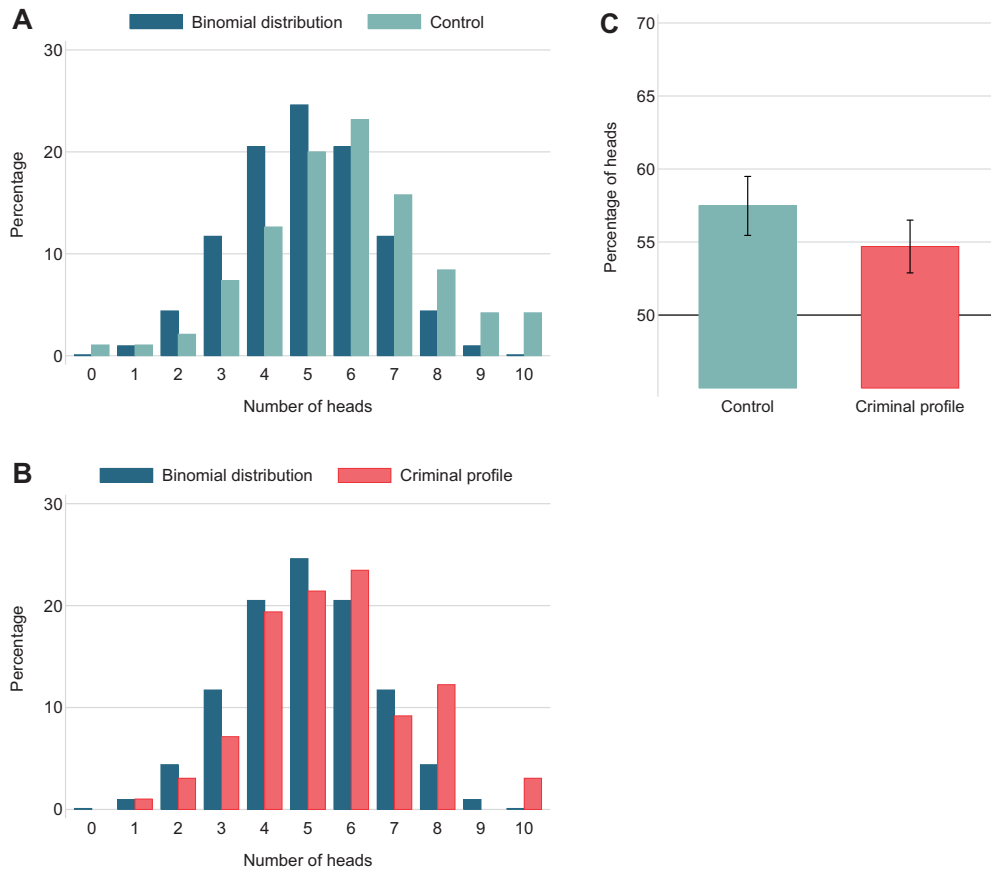 A
Binomial distribution Control
30
20
10
0
Percentage
0 1 2 3 4 5 6 7 8 9 10
Number of heads
C
70
65
60
55
50
Percentage of heads
Control Criminal profile
B
Binomial distribution Criminal profile
30
20
10
0
Percentage
0 1 2 3 4 5 6 7 8 9 10
Number of heads